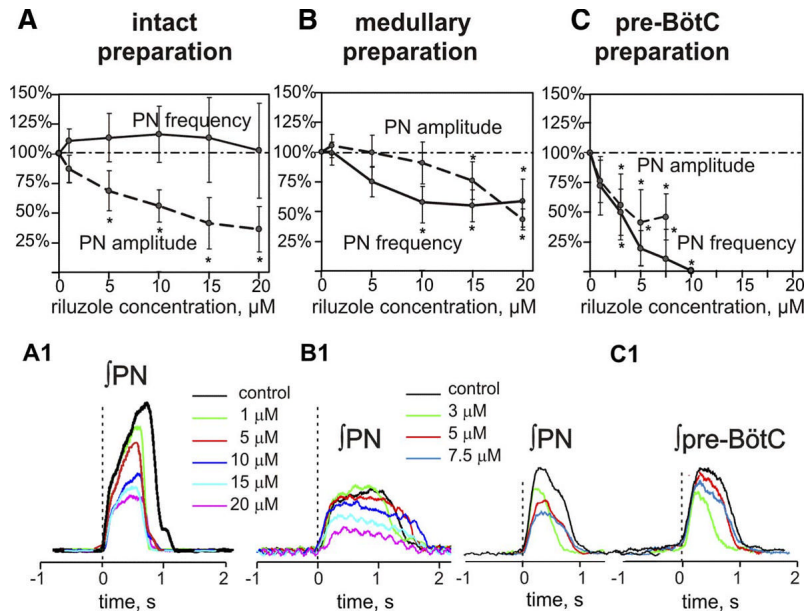 A intact preparation
B medullary preparation
C pre-BötC preparation
150%
125%
100%
75%
50%
25%
PN frequency
PN amplitude
* * * *
0 5 10 15 20
riluzole concentration, µM
150%
125%
100%
75%
50%
25%
PN amplitude
PN frequency
* * * * *
0 5 10 15 20
riluzole concentration, µM
150%
125%
100%
75%
50%
25%
PN amplitude
PN frequency
* * * * * * *
0 5 10 15 20
riluzole concentration, µM
A1
∫PN
control
1 µM
5 µM
10 µM
15 µM
20 µM
-1 0 1 2
time, s
B1
∫PN
-1 0 1 2
time, s
control
3 µM
5 µM
7.5 µM
∫PN
-1 0 1
time, s
C1
∫pre-BötC
-1 0 1 2
time, s